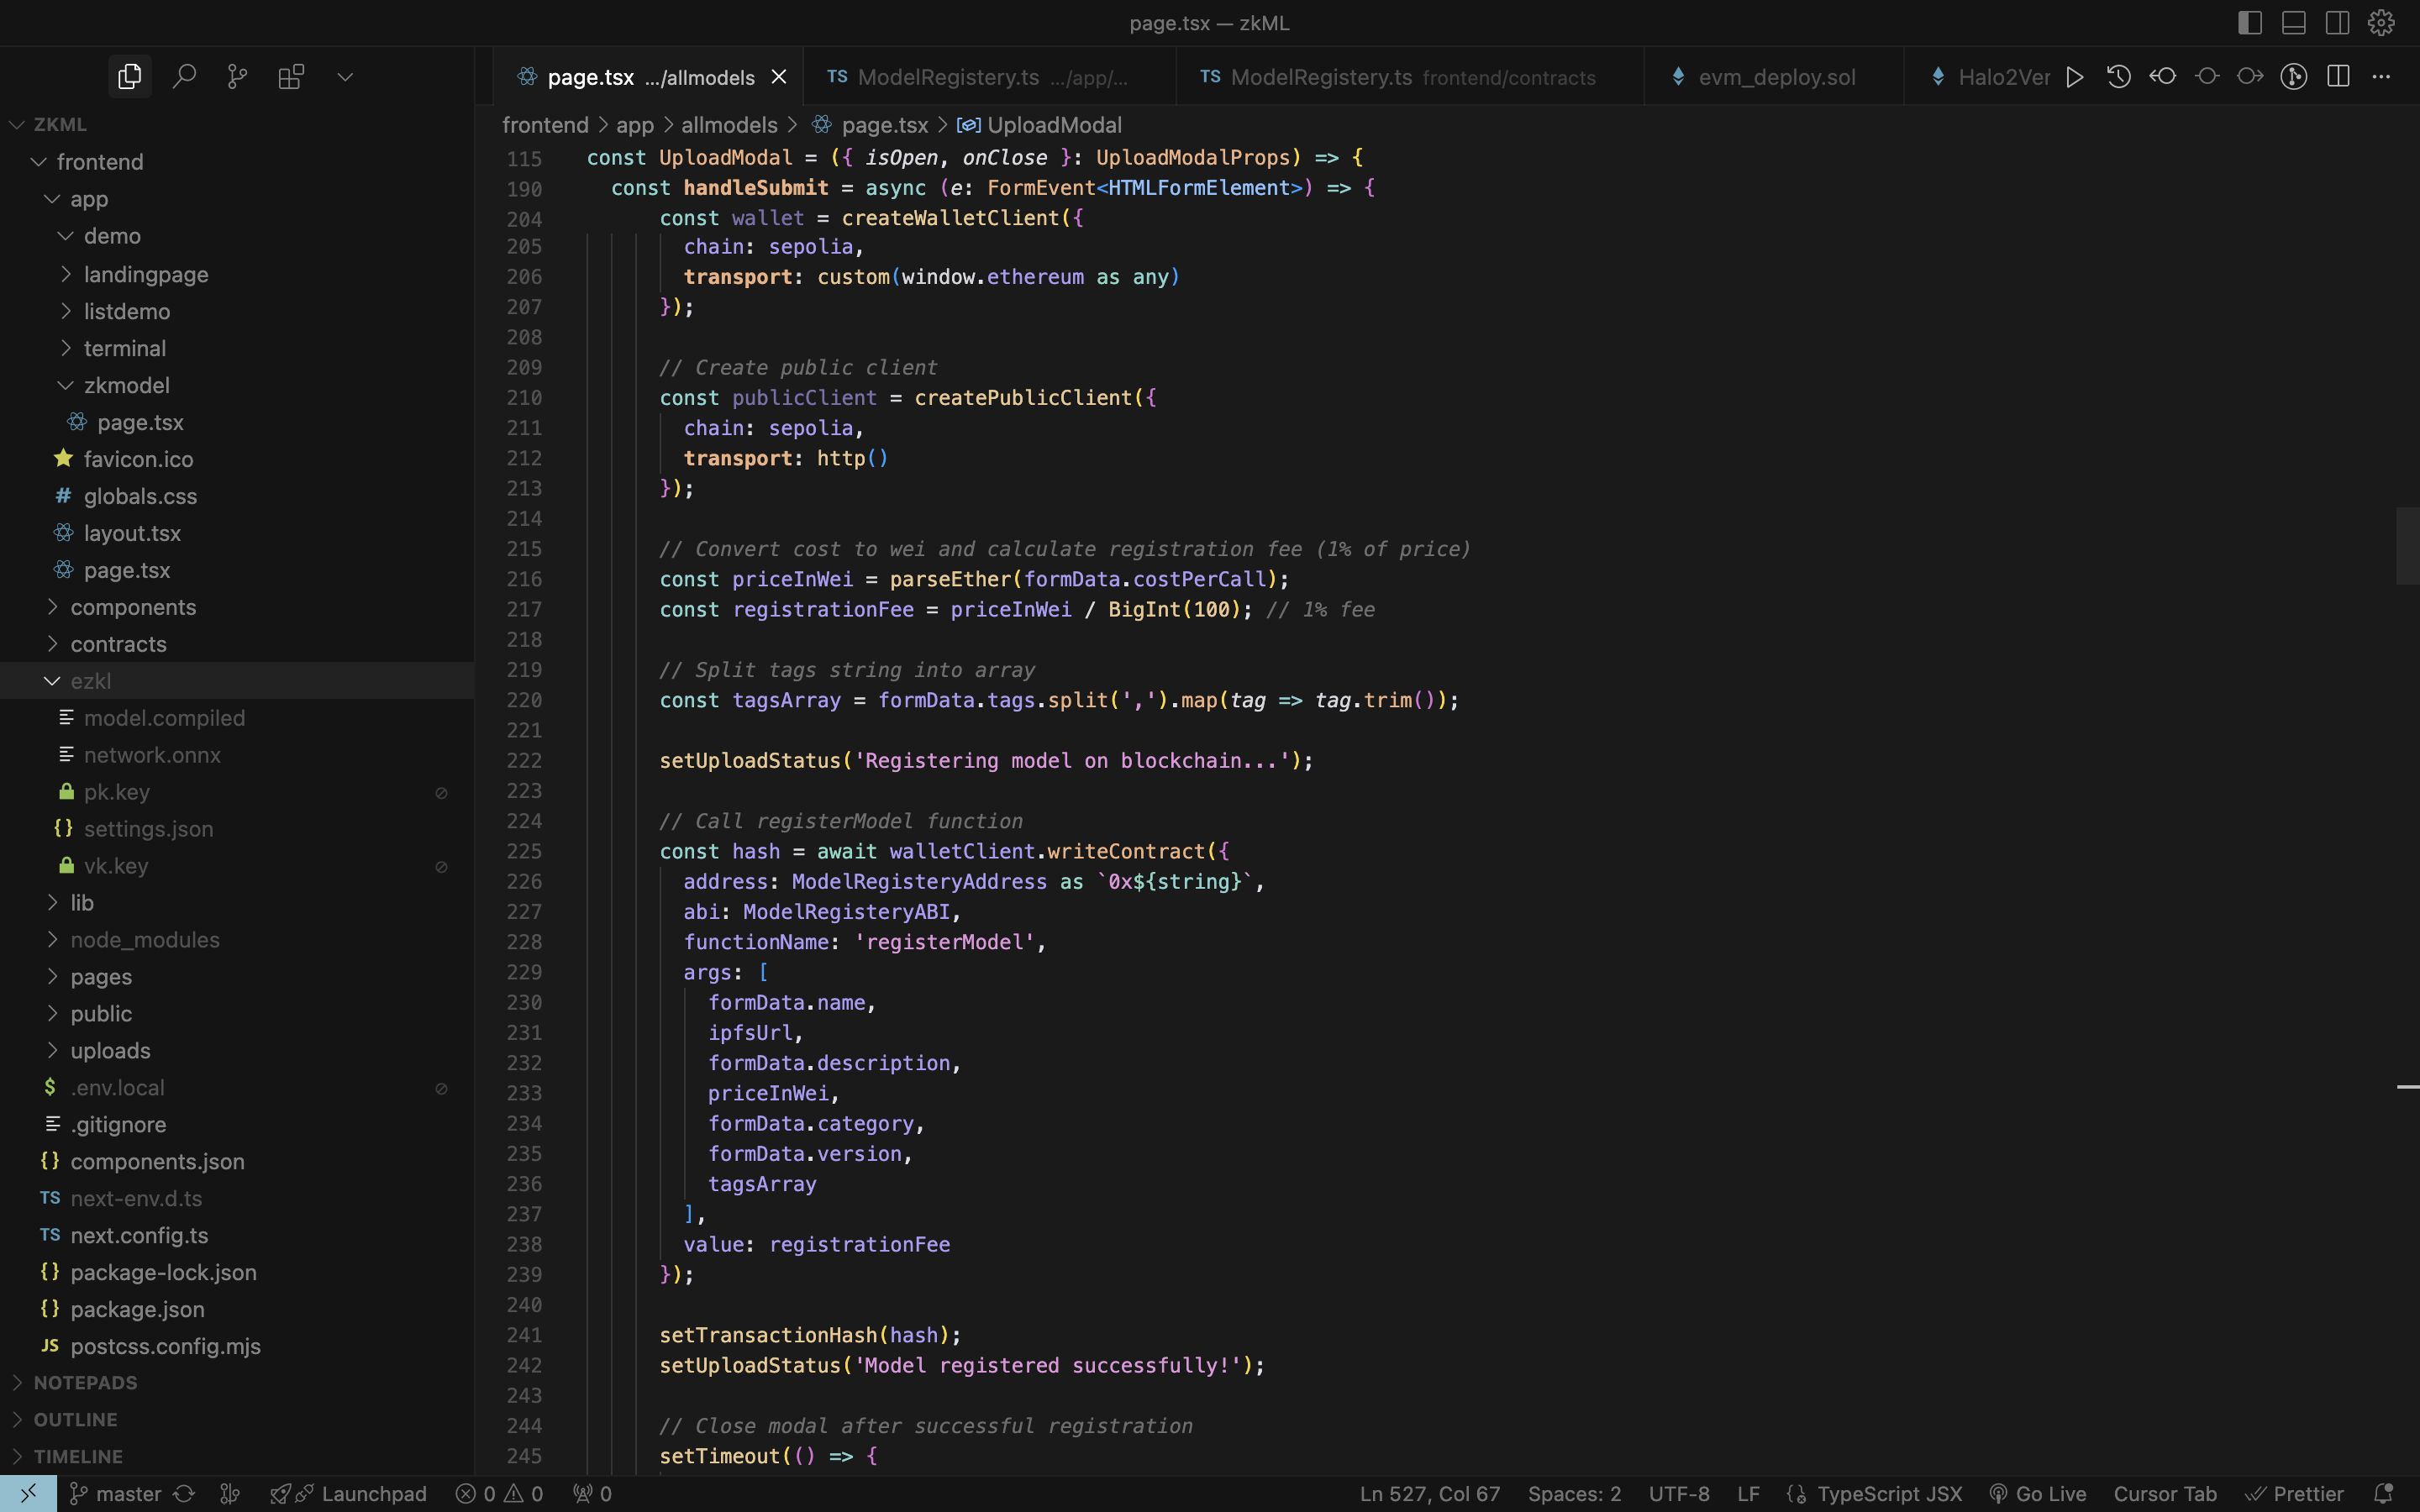 page.tsx — zkML
page.tsx .../allmodels
TS ModelRegistery.ts .../app/...
TS ModelRegistery.ts frontend/contracts
evm_deploy.sol
Halo2Ver
ZKML
frontend
app
demo
landingpage
listdemo
terminal
zkmodel
page.tsx
favicon.ico
# globals.css
layout.tsx
page.tsx
components
contracts
ezkl
model.compiled
network.onnx
pk.key
{} settings.json
vk.key
lib
node_modules
pages
public
uploads
$ .env.local
.gitignore
{} components.json
TS next-env.d.ts
TS next.config.ts
{} package-lock.json
{} package.json
JS postcss.config.mjs
NOTEPADS
OUTLINE
TIMELINE
frontend > app > allmodels > page.tsx > UploadModal
115 const UploadModal = ({ isOpen, onClose }: UploadModalProps) => {
190 const handleSubmit = async (e: FormEvent<HTMLFormElement>) => {
204 const wallet = createWalletClient({
205 chain: sepolia,
206 transport: custom(window.ethereum as any)
207 });
208
209 // Create public client
210 const publicClient = createPublicClient({
211 chain: sepolia,
212 transport: http()
213 });
214
215 // Convert cost to wei and calculate registration fee (1% of price)
216 const priceInWei = parseEther(formData.costPerCall);
217 const registrationFee = priceInWei / BigInt(100); // 1% fee
218
219 // Split tags string into array
220 const tagsArray = formData.tags.split(',').map(tag => tag.trim());
221
222 setUploadStatus('Registering model on blockchain...');
223
224 // Call registerModel function
225 const hash = await walletClient.writeContract({
226 address: ModelRegisteryAddress as `0x${string}`,
227 abi: ModelRegisteryABI,
228 functionName: 'registerModel',
229 args: [
230 formData.name,
231 ipfsUrl,
232 formData.description,
233 priceInWei,
234 formData.category,
235 formData.version,
236 tagsArray
237 ],
238 value: registrationFee
239 });
240
241 setTransactionHash(hash);
242 setUploadStatus('Model registered successfully!');
243
244 // Close modal after successful registration
245 setTimeout(() => {
master Launchpad 0 0 0 Ln 527, Col 67 Spaces: 2 UTF-8 LF TypeScript JSX Go Live Cursor Tab Prettier